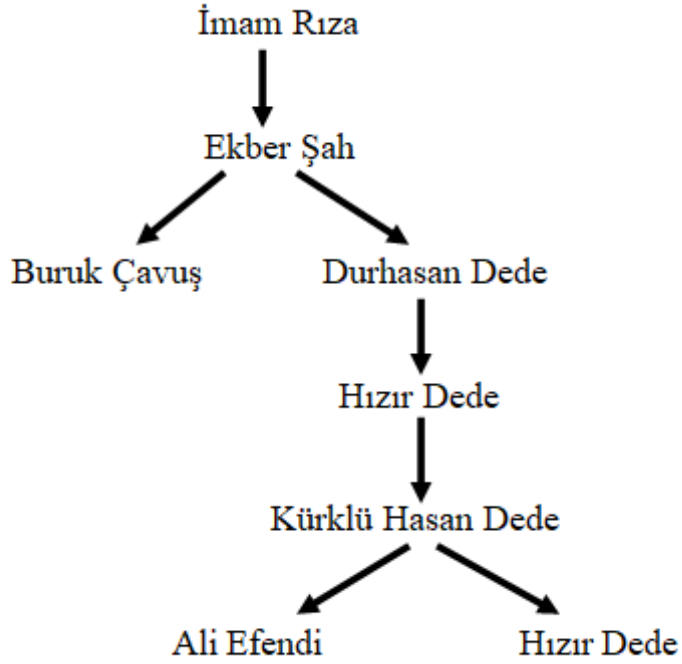 İmam Rıza
Ekber Şah
Buruk Çavuş
Durhasan Dede
Hızır Dede
Kürklü Hasan Dede
Ali Efendi
Hızır Dede